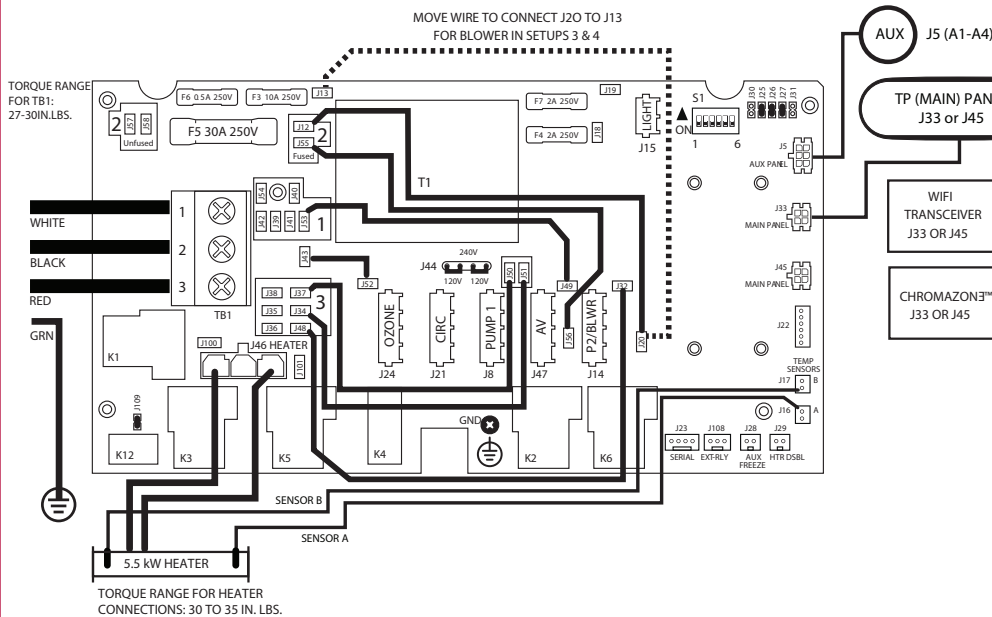 MOVE WIRE TO CONNECT J20 TO J13
FOR BLOWER IN SETUPS 3 & 4
AUX
J5 (A1-A4)
TORQUE RANGE
FOR TB1:
27-30IN.LBS.
TP (MAIN) PAN
J33 or J45
F6 0.5A 250V
F3 10A 250V
J13
F7 2A 250V
J19
LIGHT
J15
S1
ON
1
6
J30
J25
J26
J27
J31
2
J57
J58
Unfused
F5 30A 250V
J12
J55
2
Fused
F4 2A 250V
J18
J5
AUX PANEL
T1
WHITE
BLACK
RED
GRN
1
2
3
TB1
J54
J40
J42
J39
J41
J53
1
J43
J52
J33
MAIN PANEL
WIFI
TRANSCEIVER
J33 OR J45
240V
J44
120V
120V
J50
J51
J49
J32
J45
MAIN PANEL
CHROMAZON3™
J33 OR J45
J38
J37
J35
J34
J36
J48
3
OZONE
J24
CIRC
J21
PUMP 1
J8
AV
J47
J56
P2/BLWR
J14
J20
J22
K1
J100
J46 HEATER
J101
TEMP
SENSORS
J17
B
J16
A
J109
K12
K3
K5
K4
GND
K2
K6
J23
SERIAL
J108
EXT-RLY
J28
AUX
FREEZE
J29
HTR DSBL
SENSOR B
SENSOR A
5.5 kW HEATER
TORQUE RANGE FOR HEATER
CONNECTIONS: 30 TO 35 IN. LBS.